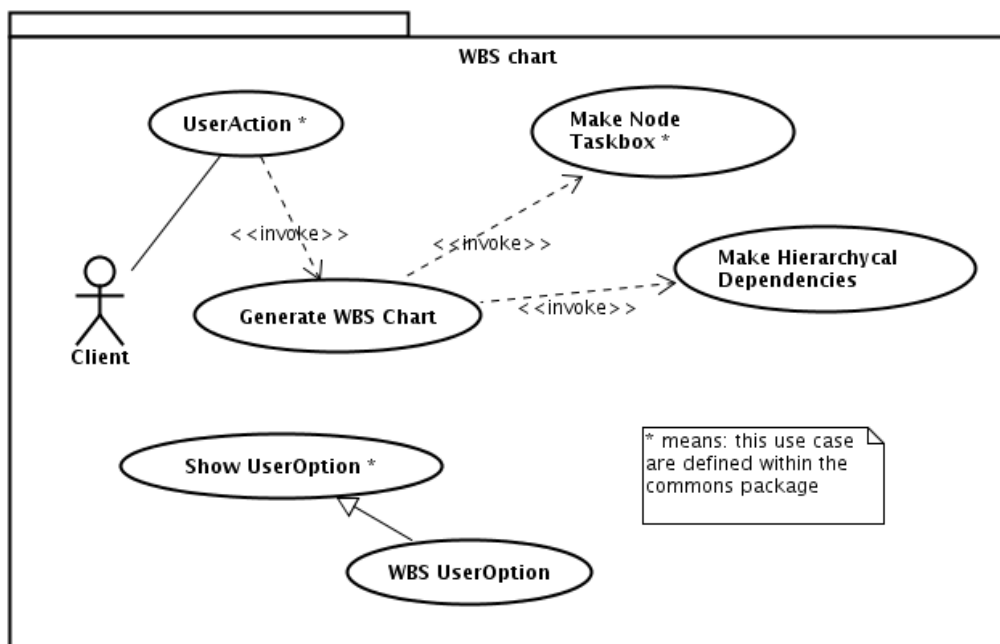 WBS chart
UserAction *
Make Node
Taskbox *
<<invoke>>
<<invoke>>
Make Hierarchycal
Dependencies
<<invoke>>
Generate WBS Chart
Client
* means: this use case
are defined within the
commons package
Show UserOption *
WBS UserOption